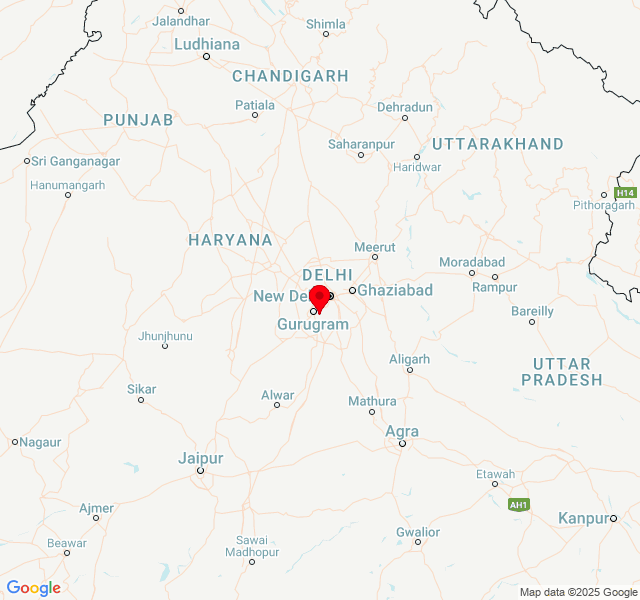 Jalandhar
Shimla
Ludhiana
CHANDIGARH
Patiala
Dehradun
PUNJAB
Saharanpur
UTTARAKHAND
Sri Ganganagar
Haridwar
Hanumangarh
H14
Pithoragarh
HARYANA
Meerut
Moradabad
DELHI
Rampur
New De
Ghaziabad
Bareilly
Gurugram
Jhunjhunu
Aligarh
UTTAR
PRADESH
Sikar
Alwar
Mathura
Nagaur
Agra
Jaipur
Etawah
AH1
Ajmer
Kanpur
Gwalior
Beawar
Sawai
Madhopur
Google
Map data ©2025 Google